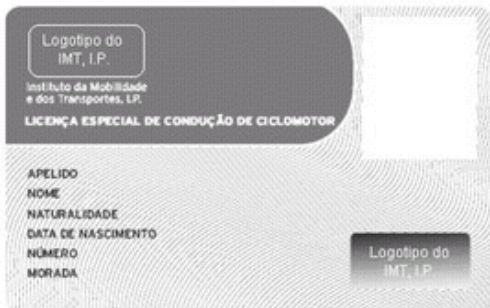 Logotipo do
IMT, I.P.
Instituto da Mobilidade
e dos Transportes, I.P.
LICENÇA ESPECIAL DE CONDUÇÃO DE CICLOMOTOR
APELIDO
NOME
NATURALIDADE
DATA DE NASCIMENTO
NÚMERO
MORADA
Logotipo do
IMT, I.P.